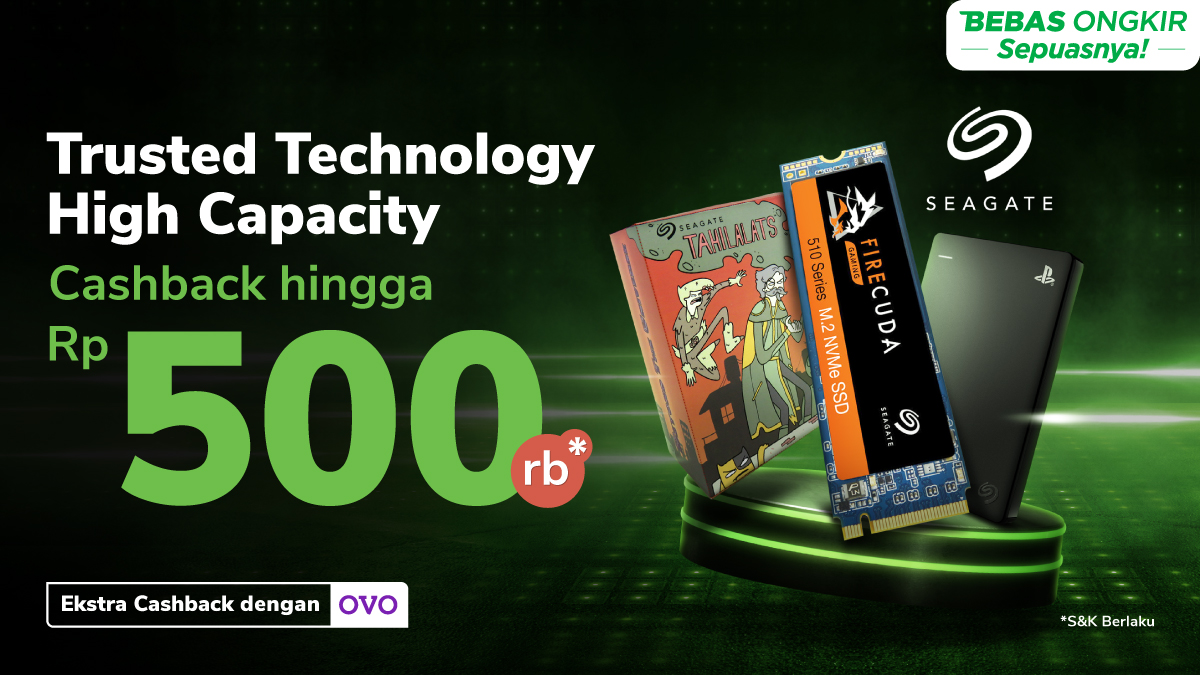 BEBAS ONGKIR
Sepuasnya!
Trusted Technology
High Capacity
Cashback hingga
Rp 500 rb*
Ekstra Cashback dengan OVO
SEAGATE
SEAGATE
TAHILALATS
FIRECUDA
GAMING
510 Series M.2 NVMe SSD
SEAGATE
*S&K Berlaku